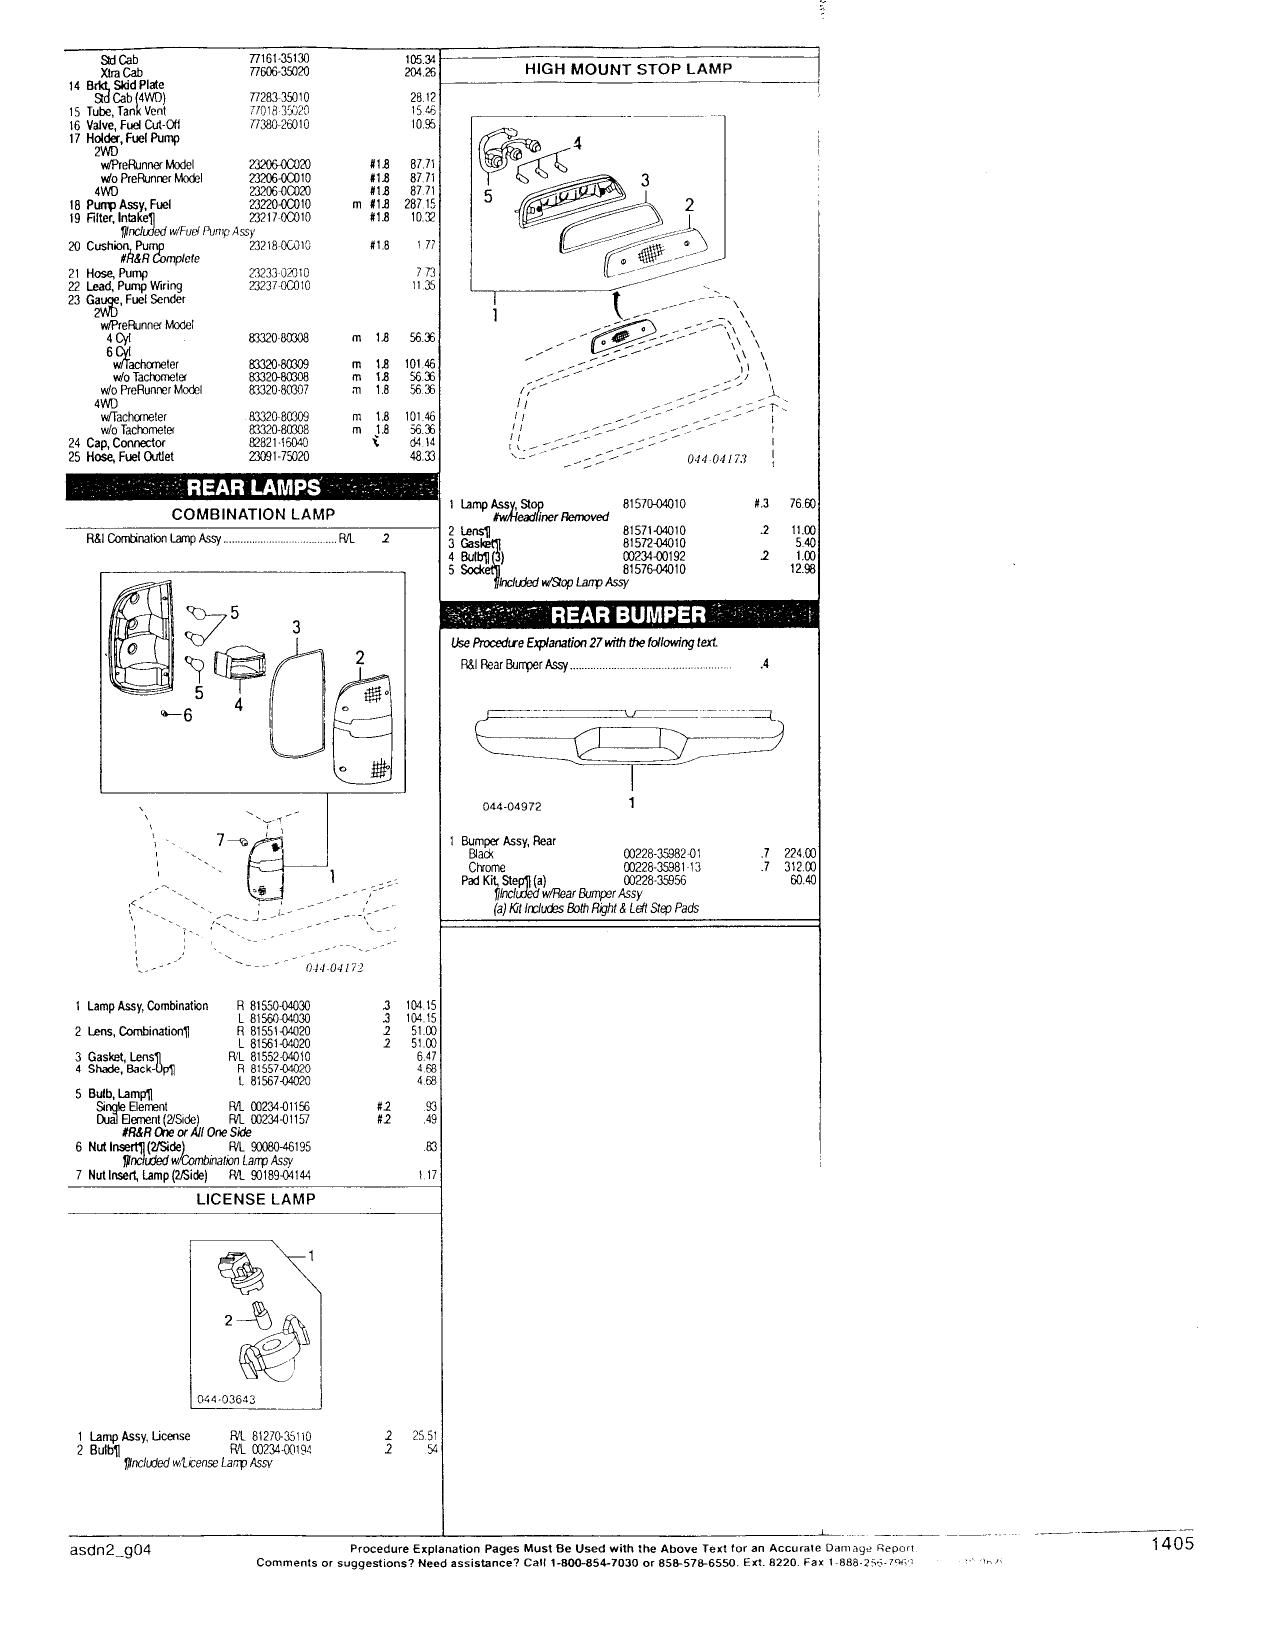 Std Cab 77161-35130 105.34
Xtra Cab 77606-35020 204.26
14 Brkt, Skid Plate
Std Cab (4WD) 77283-35010 28.12
15 Tube, Tank Vent 77018-35020 15.46
16 Valve, Fuel Cut-Off 77380-26010 10.95
17 Holder, Fuel Pump
2WD
w/PreRunner Model 23206-0C020 #1.8 87.71
w/o PreRunner Model 23206-0C010 #1.8 87.71
4WD 23206-0C020 #1.8 87.71
18 Pump Assy, Fuel 23220-0C010 m #1.8 287.15
19 Filter, Intake¶ 23217-0C010 #1.8 10.32
¶Included w/Fuel Pump Assy
20 Cushion, Pump 23218-0C010 #1.8 1.77
#R&R Complete
21 Hose, Pump 23233-02010 7.73
22 Lead, Pump Wiring 23237-0C010 11.35
23 Gauge, Fuel Sender
2WD
w/PreRunner Model
4 Cyl 83320-80308 m 1.8 56.36
6 Cyl
w/Tachometer 83320-80309 m 1.8 101.46
w/o Tachometer 83320-80308 m 1.8 56.36
w/o PreRunner Model 83320-80307 m 1.8 56.36
4WD
w/Tachometer 83320-80309 m 1.8 101.46
w/o Tachometer 83320-80308 m 1.8 56.36
24 Cap, Connector 82821-16040 64.14
25 Hose, Fuel Outlet 23091-75020 48.33
REAR LAMPS
COMBINATION LAMP
R&I Combination Lamp Assy ........................................ R/L .2
5
3
2
5
4
6
7
1
044-04172
1 Lamp Assy, Combination R 81550-04030 .3 104.15
L 81560-04030 .3 104.15
2 Lens, Combination¶ R 81551-04020 .2 51.00
L 81561-04020 .2 51.00
3 Gasket, Lens¶ R/L 81552-04010 6.47
4 Shade, Back-Up¶ R 81557-04020 4.68
L 81567-04020 4.68
5 Bulb, Lamp¶
Single Element R/L 00234-01156 #.2 .93
Dual Element (2/Side) R/L 00234-01157 #.2 .49
#R&R One or All One Side
6 Nut Insert¶ (2/Side) R/L 90080-46195 .83
¶Included w/Combination Lamp Assy
7 Nut Insert, Lamp (2/Side) R/L 90189-04144 1.17
LICENSE LAMP
1
2
044-03643
1 Lamp Assy, License R/L 81270-35110 .2 25.51
2 Bulb¶ R/L 00234-00194 .2 .54
¶Included w/License Lamp Assy
HIGH MOUNT STOP LAMP
4
3
5
2
1
044-04173
1 Lamp Assy, Stop 81570-04010 #.3 76.60
#w/Headliner Removed
2 Lens¶ 81571-04010 .2 11.00
3 Gasket¶ 81572-04010 5.40
4 Bulb¶ (3) 00234-00192 .2 1.00
5 Socket¶ 81576-04010 12.98
¶Included w/Stop Lamp Assy
REAR BUMPER
Use Procedure Explanation 27 with the following text.
R&I Rear Bumper Assy .................................................. .4
044-04972 1
1 Bumper Assy, Rear
Black 00228-35982-01 .7 224.00
Chrome 00228-35981-13 .7 312.00
Pad Kit, Step¶ (a) 00228-35956 60.40
¶Included w/Rear Bumper Assy
(a) Kit Includes Both Right & Left Step Pads
asdn2_g04 Procedure Explanation Pages Must Be Used with the Above Text for an Accurate Damage Report. 1405
Comments or suggestions? Need assistance? Call 1-800-854-7030 or 858-578-6550. Ext. 8220. Fax